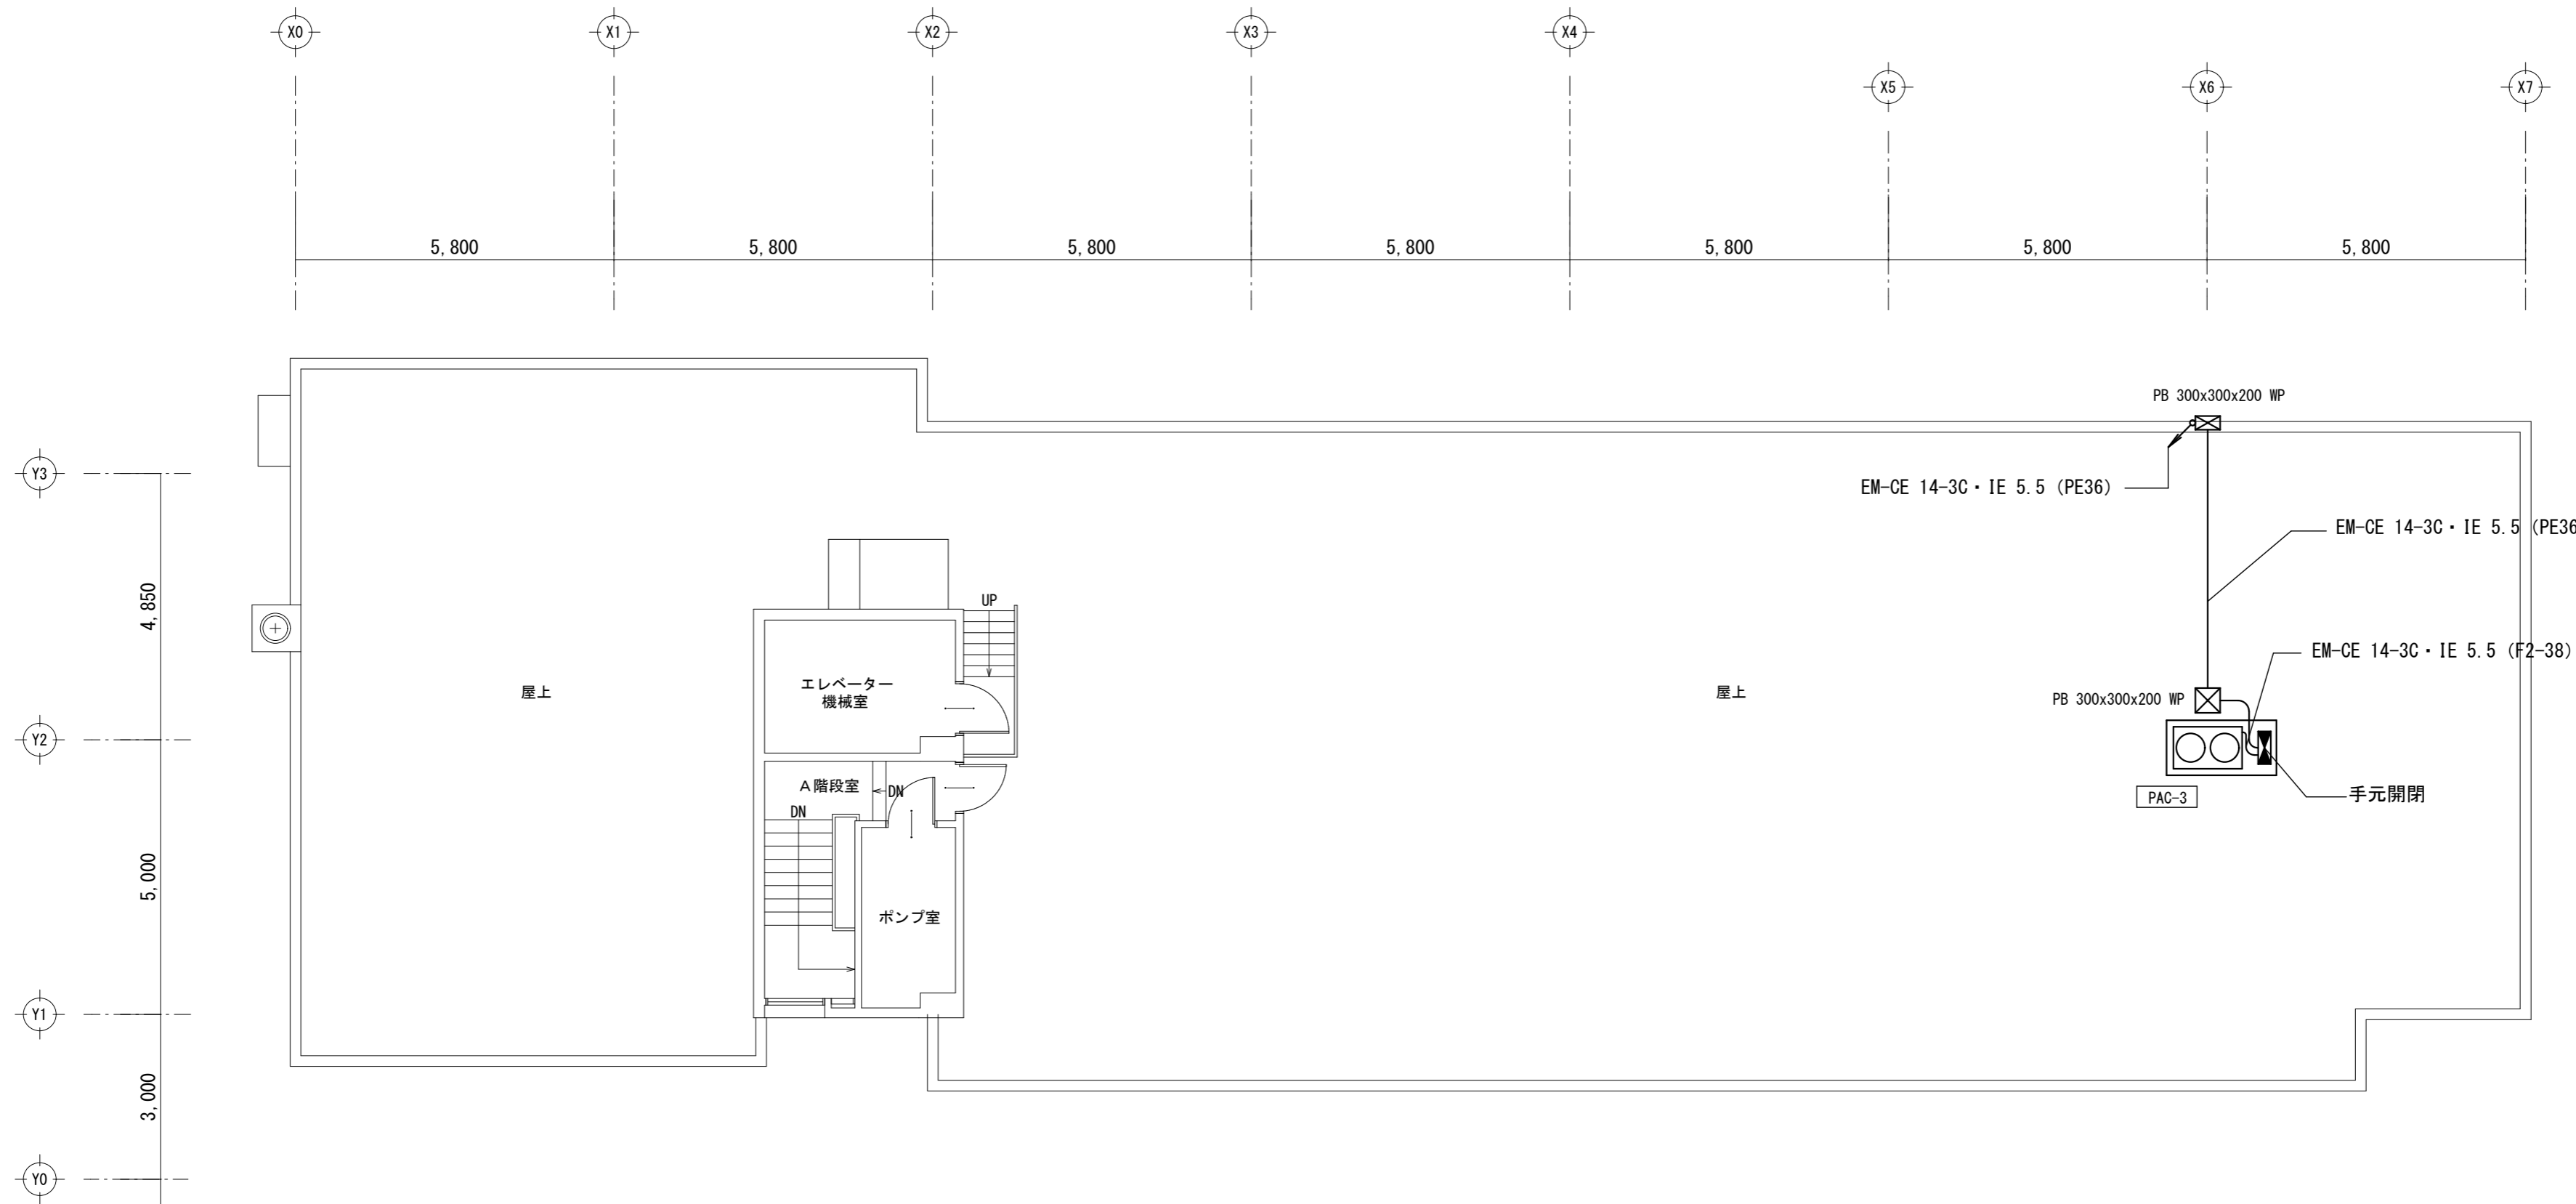 X0
X1
X2
X3
X4
X5
X6
X7
5,800
5,800
5,800
5,800
5,800
5,800
5,800
PB 300x300x200 WP
Y3
EM-CE 14-3C・IE 5.5 (PE36)
EM-CE 14-3C・IE 5.5 (PE36
4,850
UP
EM-CE 14-3C・IE 5.5 (F2-38)
エレベーター
機械室
屋上
屋上
PB 300x300x200 WP
Y2
A階段室
DN
DN
PAC-3
手元開閉
5,000
ポンプ室
Y1
3,000
Y0